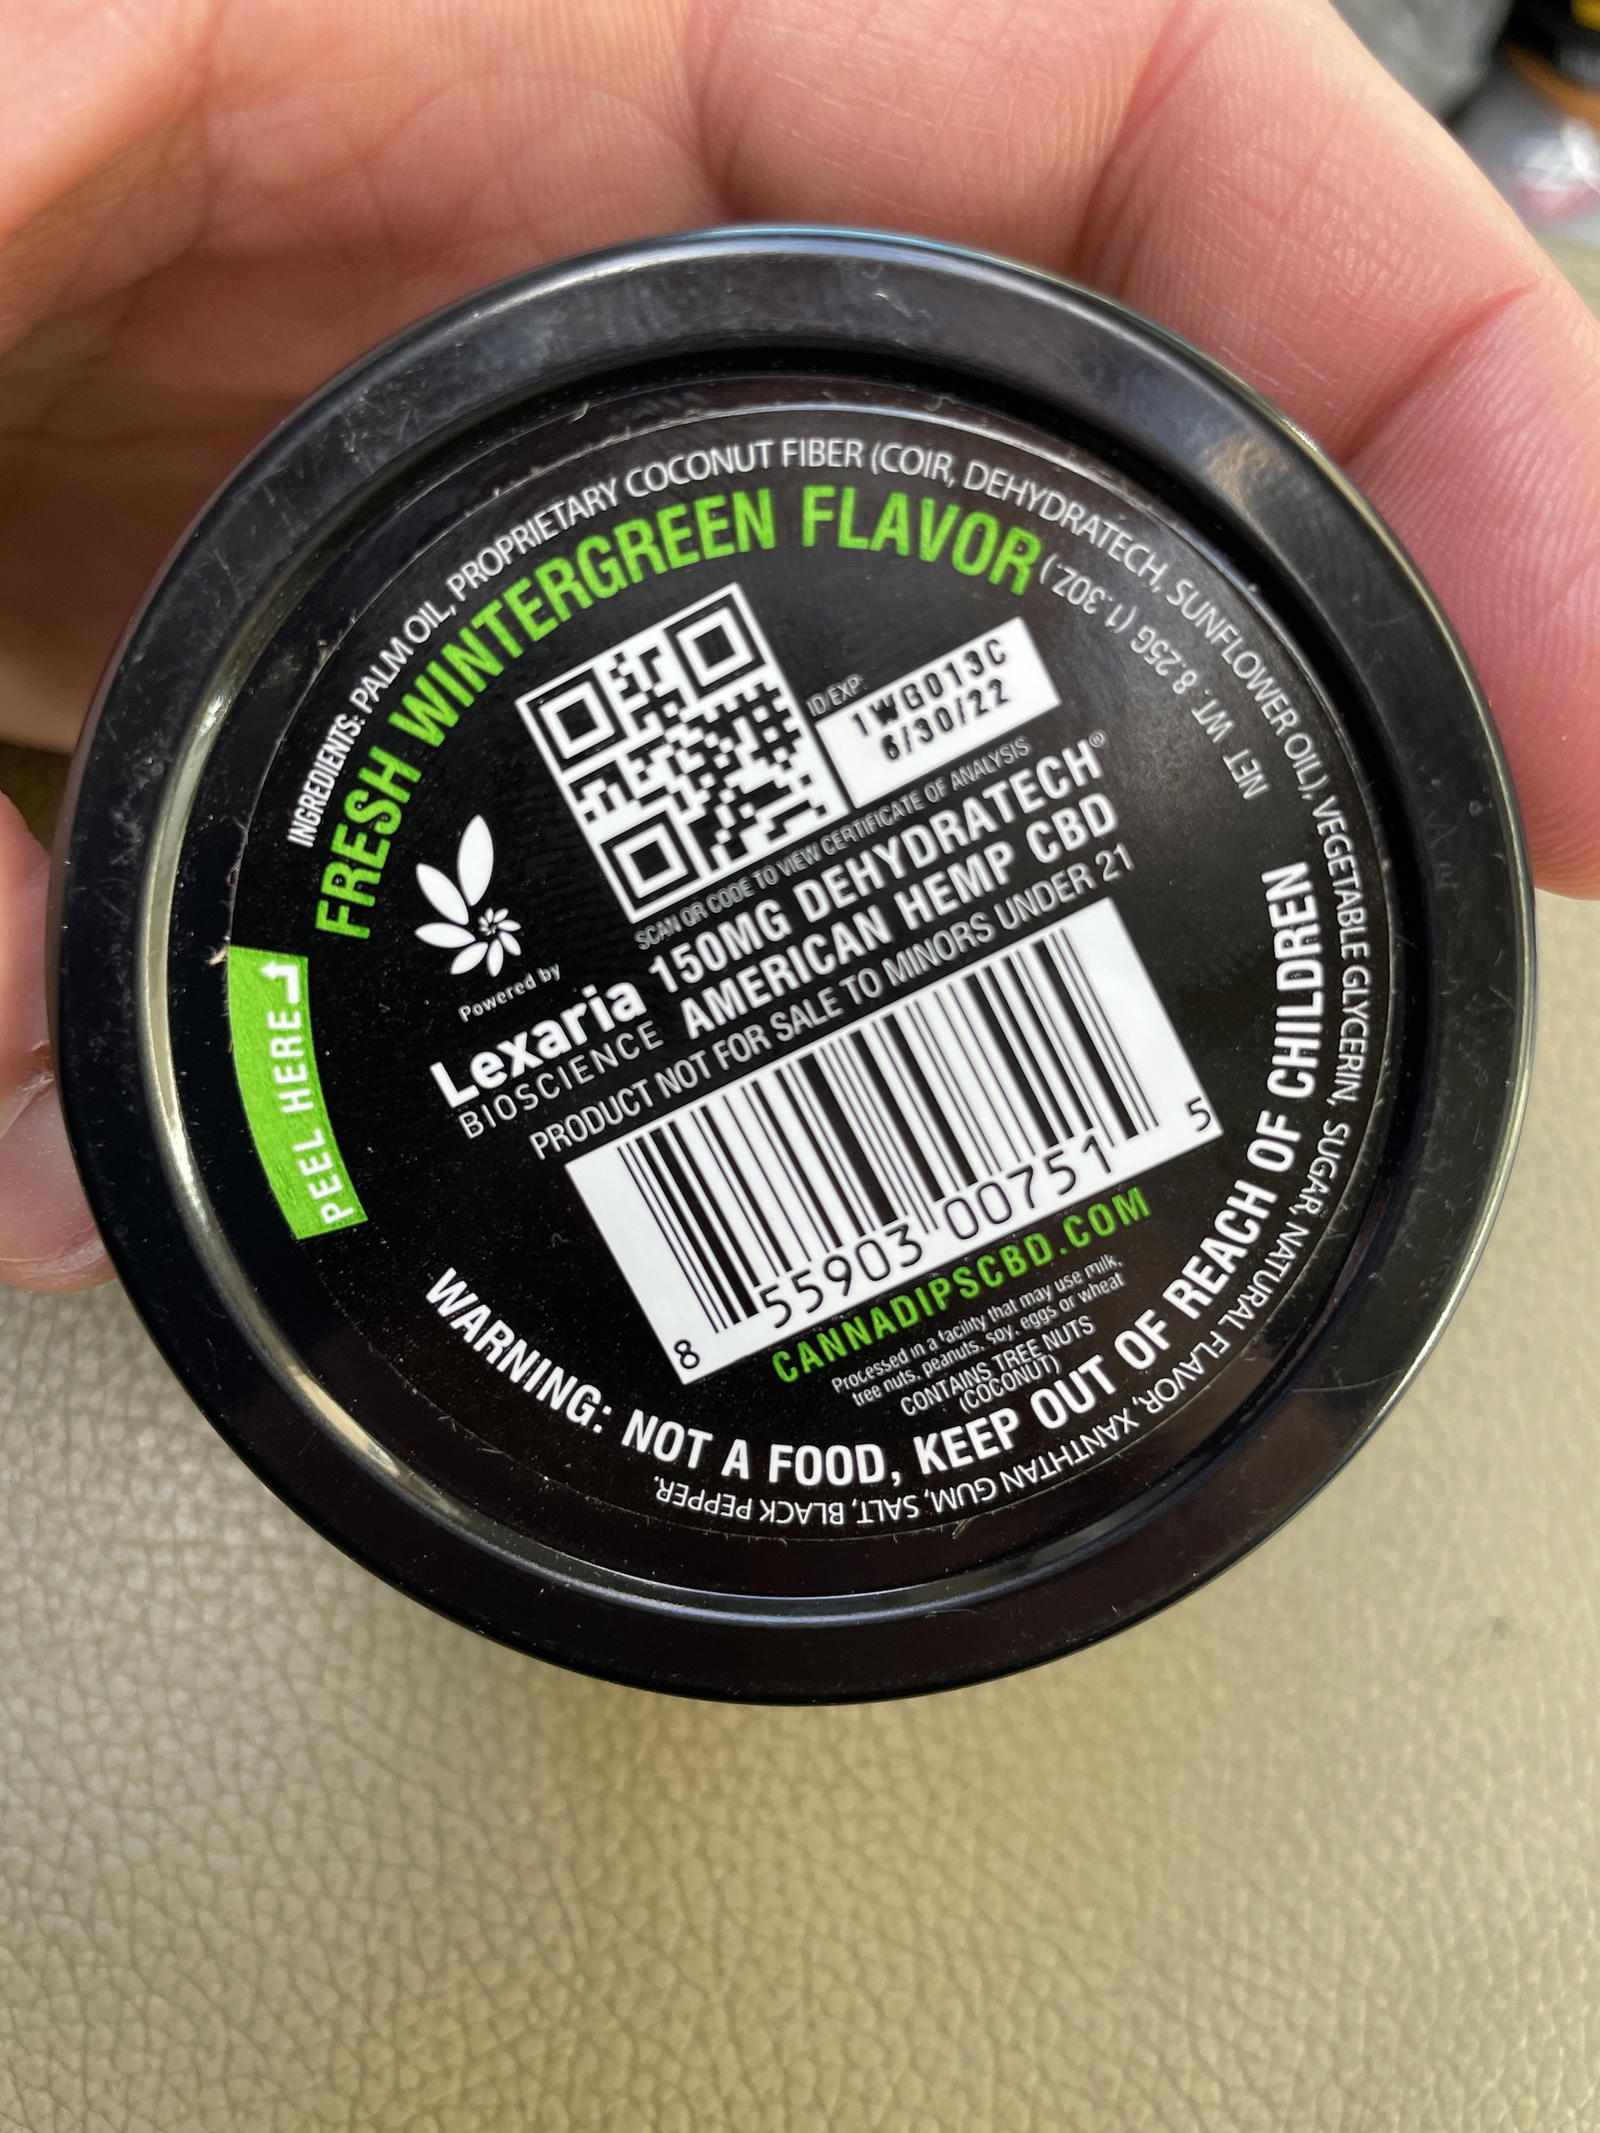 INGREDIENTS: PALM OIL, PROPRIETARY COCONUT FIBER (COIR, DEHYDRATECH, SUNFLOWER OIL), VEGETABLE GLYCERIN, SUGAR, NATURAL FLAVOR, XANTHTAN GUM, SALT, BLACK PEPPER.
FRESH WINTERGREEN FLAVOR
NET WT. 8.25G (1 .3OZ.)
ID/EXP:
1WG013C
6/30/22
SCAN QR CODE TO VIEW CERTIFICATE OF ANALYSIS
Powered by
Lexaria
BIOSCIENCE
150MG DEHYDRATECH®
AMERICAN HEMP CBD
PRODUCT NOT FOR SALE TO MINORS UNDER 21
8 55903 00751 5
CANNADIPSCBD.COM
Processed in a facility that may use milk,
tree nuts, peanuts, soy, eggs or wheat
CONTAINS TREE NUTS
(COCONUT)
PEEL HERE
WARNING: NOT A FOOD, KEEP OUT OF REACH OF CHILDREN